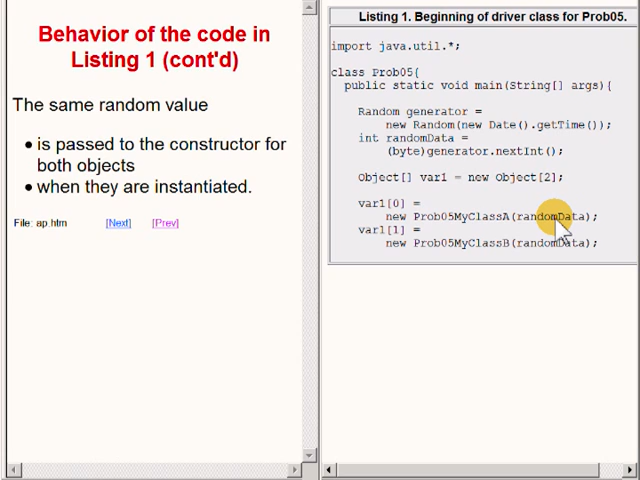 Behavior of the code in
Listing 1 (cont'd)
The same random value
• is passed to the constructor for
both objects
• when they are instantiated.
File: ap.htm [Next] [Prev]
Listing 1. Beginning of driver class for Prob05.
import java.util.*;
class Prob05{
public static void main(String[] args){
Random generator =
new Random(new Date().getTime());
int randomData =
(byte)generator.nextInt();
Object[] var1 = new Object[2];
var1[0] =
new Prob05MyClassA(randomData);
var1[1] =
new Prob05MyClassB(randomData);